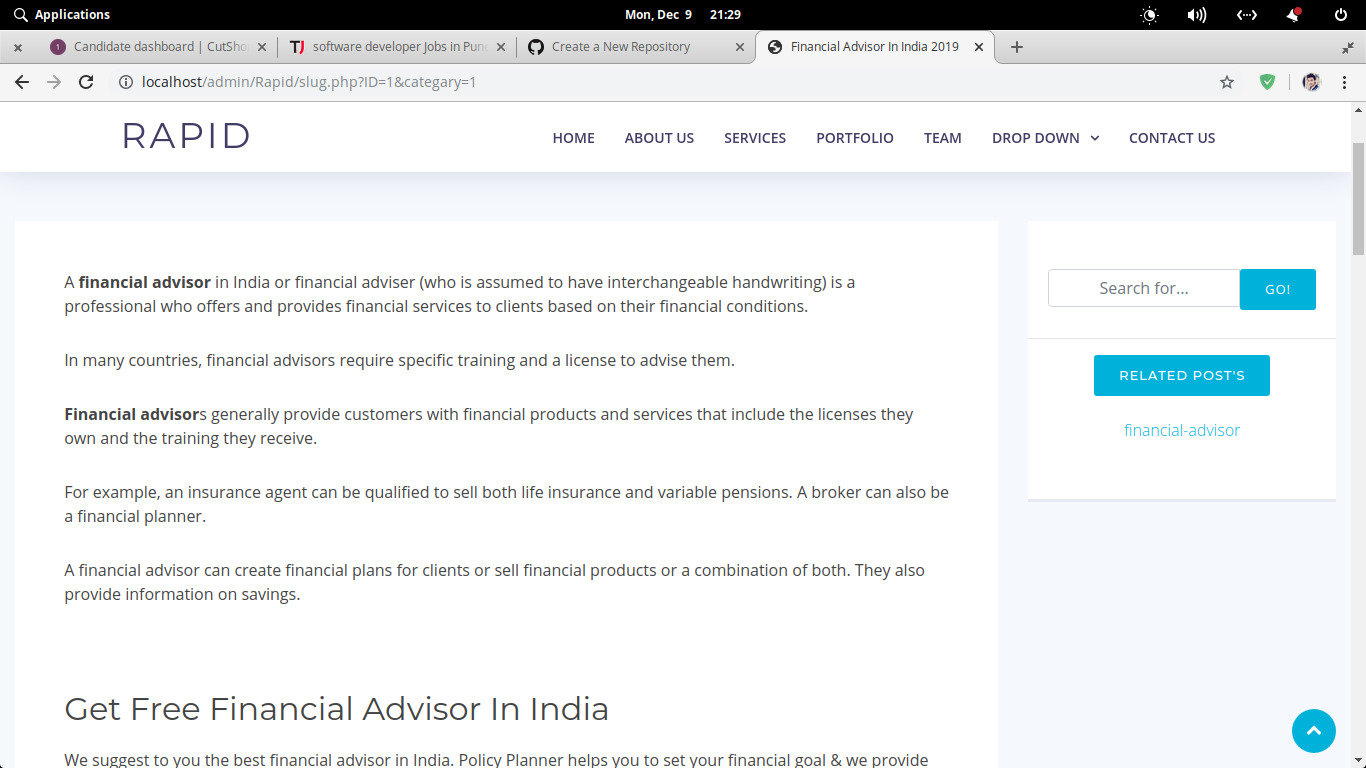 Applications
Mon, Dec 9 21:29
Candidate dashboard | CutSho
software developer Jobs in Pune
Create a New Repository
Financial Advisor In India 2019
localhost/admin/Rapid/slug.php?ID=1&categary=1
RAPID
HOME ABOUT US SERVICES PORTFOLIO TEAM DROP DOWN CONTACT US
A financial advisor in India or financial adviser (who is assumed to have interchangeable handwriting) is a
professional who offers and provides financial services to clients based on their financial conditions.
In many countries, financial advisors require specific training and a license to advise them.
Financial advisors generally provide customers with financial products and services that include the licenses they
own and the training they receive.
For example, an insurance agent can be qualified to sell both life insurance and variable pensions. A broker can also be
a financial planner.
A financial advisor can create financial plans for clients or sell financial products or a combination of both. They also
provide information on savings.
Get Free Financial Advisor In India
We suggest to you the best financial advisor in India. Policy Planner helps you to set your financial goal & we provide
Search for...
GO!
RELATED POST'S
financial-advisor